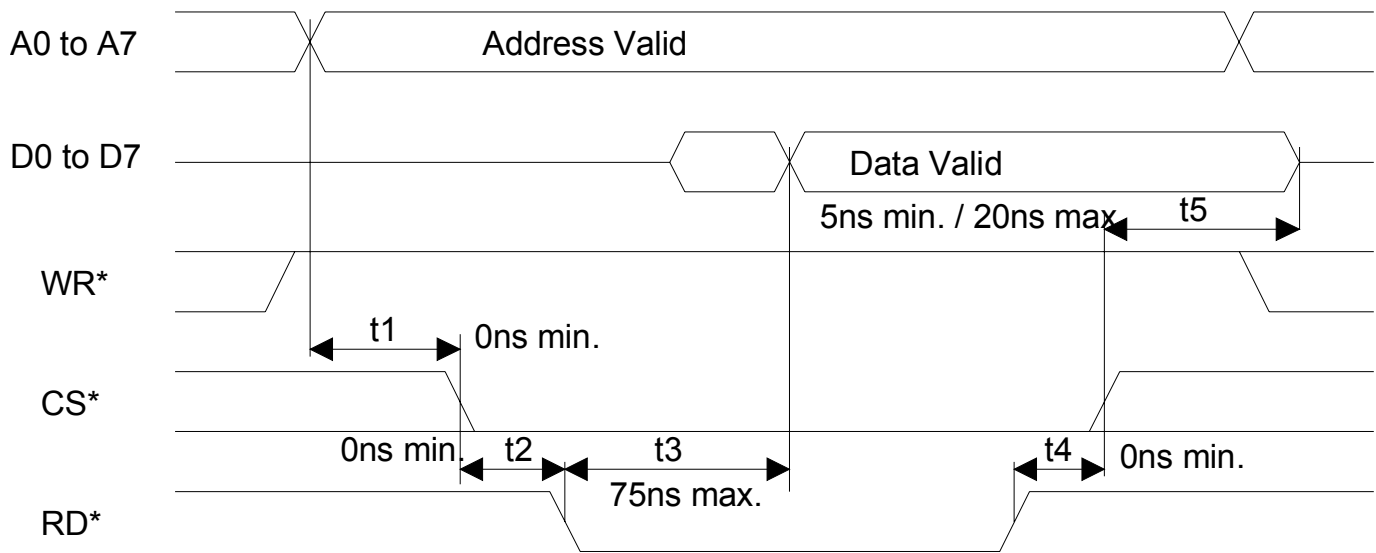 A0 to A7
Address Valid
D0 to D7
Data Valid
5ns min. / 20ns max
t5
WR*
t1
0ns min.
CS*
0ns min.
t2
t3
t4
0ns min.
75ns max.
RD*